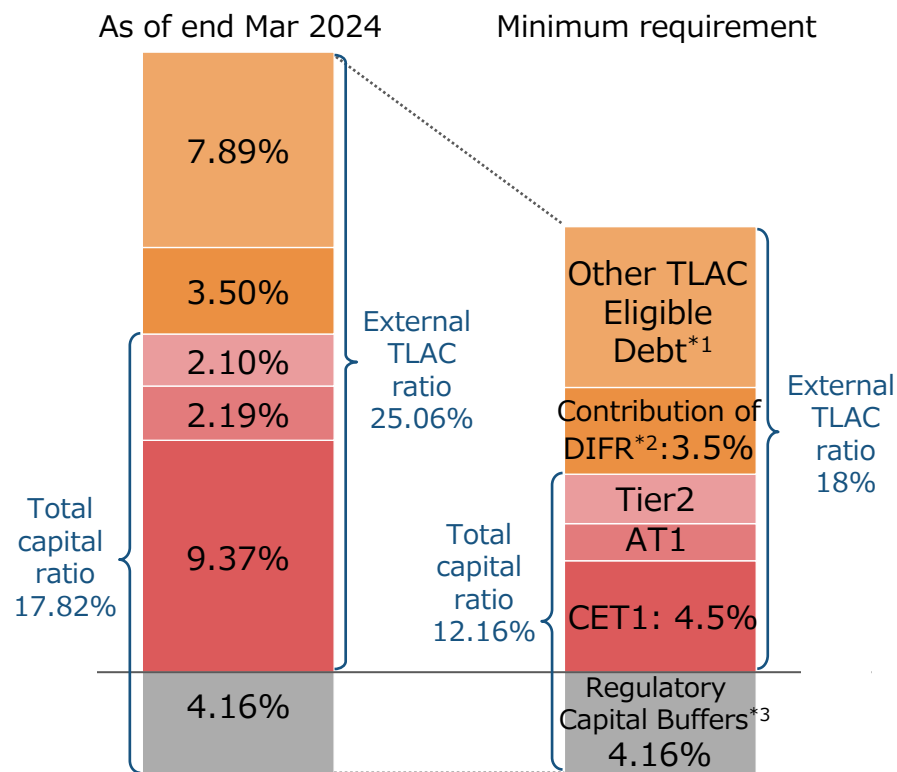 As of end Mar 2024
Minimum requirement
7.89%
3.50%
2.10%
2.19%
9.37%
4.16%
External
TLAC
ratio
25.06%
Total
capital
ratio
17.82%
Other TLAC
Eligible
Debt*1
Contribution of
DIFR*2:3.5%
Tier2
AT1
CET1: 4.5%
Regulatory
Capital Buffers*3
4.16%
External
TLAC
ratio
18%
Total
capital
ratio
12.16%